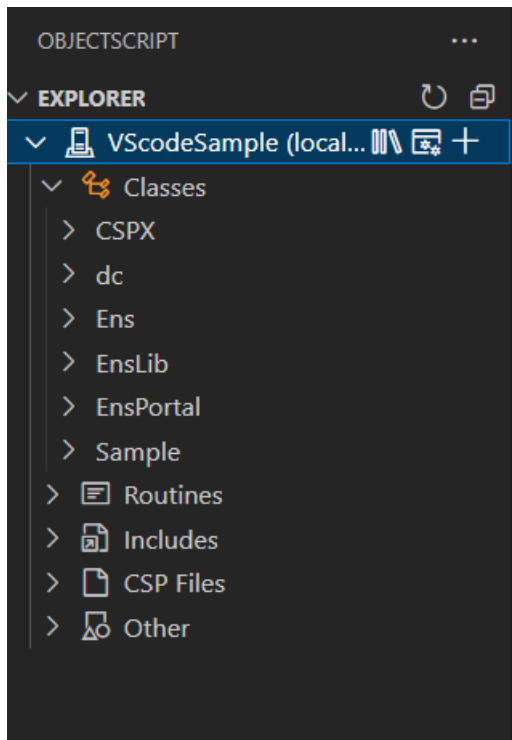 OBJECTSCRIPT
EXPLORER
VScodeSample (local...
Classes
CSPX
dc
Ens
EnsLib
EnsPortal
Sample
Routines
Includes
CSP Files
Other